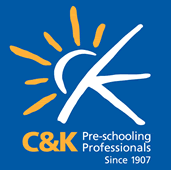 K
C&K Pre-schooling
Professionals
Since 1907